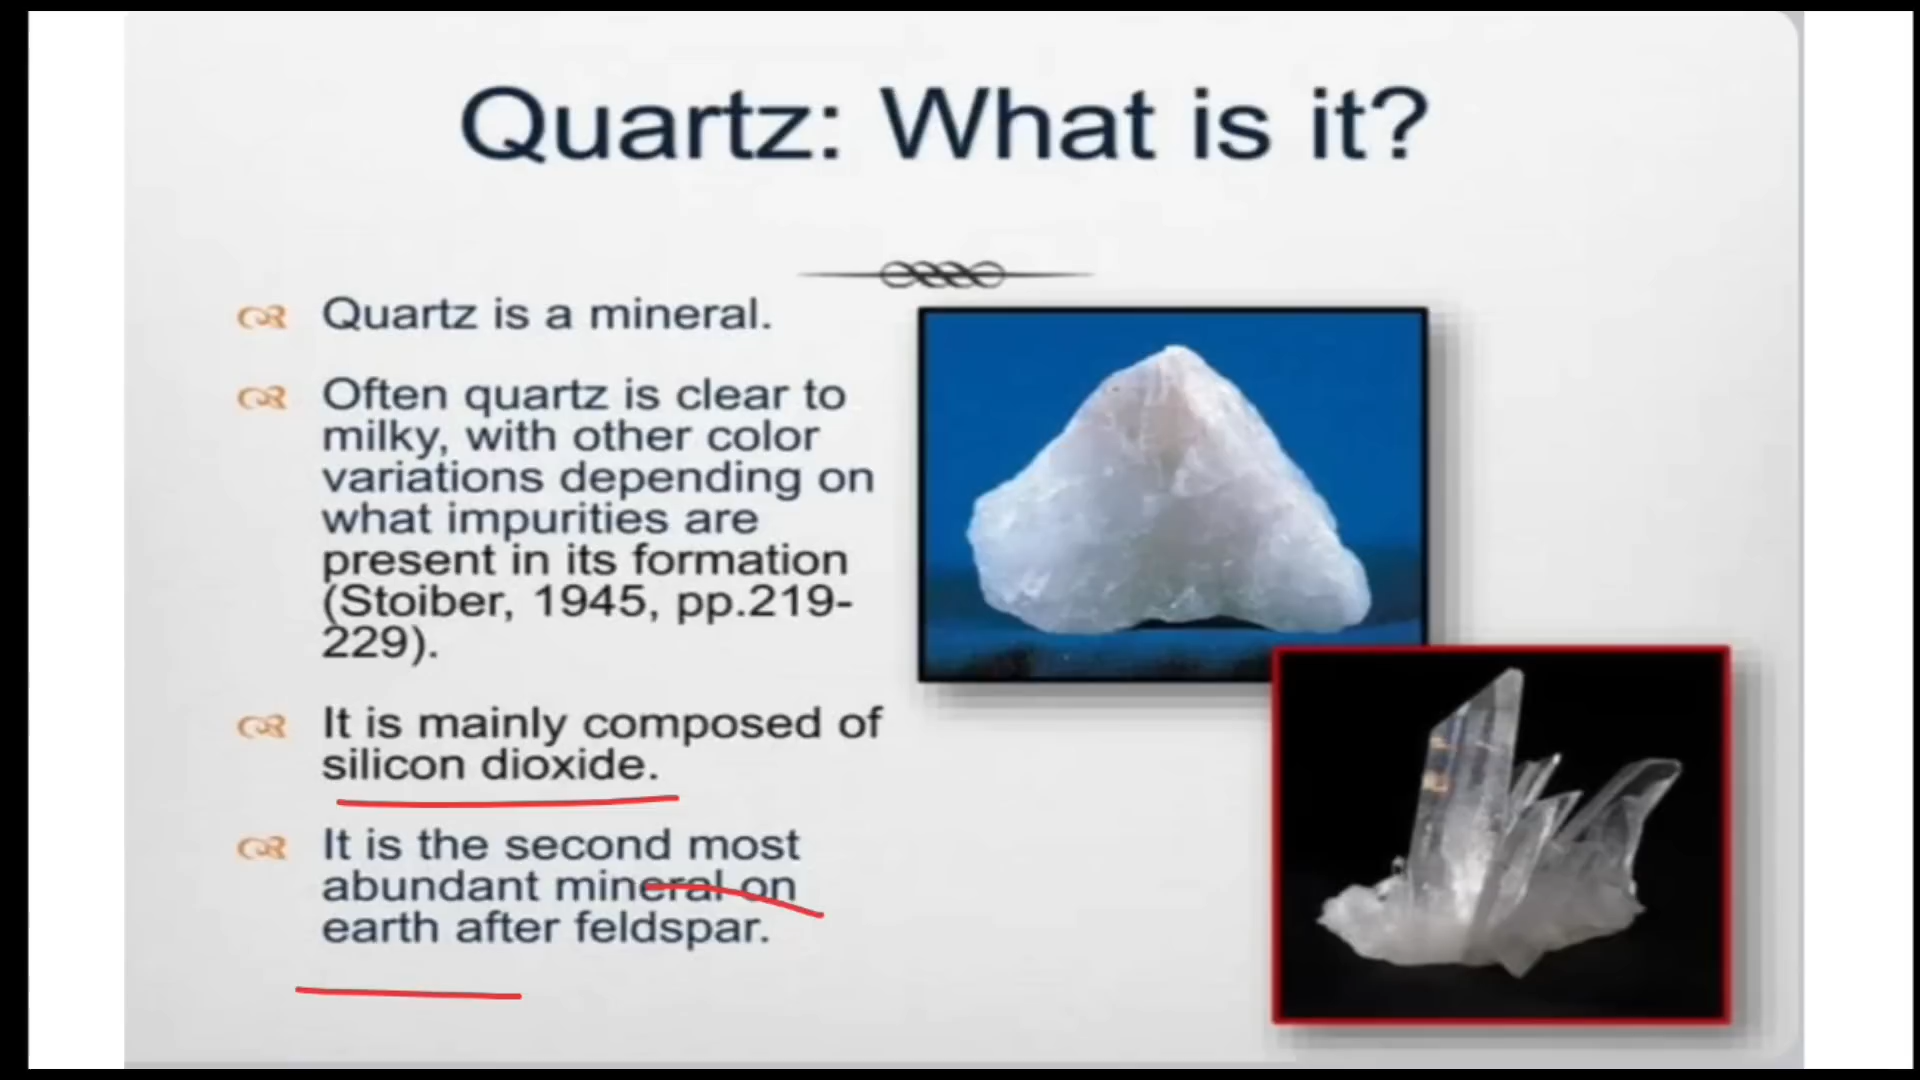 Quartz: What is it?
Quartz is a mineral.
Often quartz is clear to
milky, with other color
variations depending on
what impurities are
present in its formation
(Stoiber, 1945, pp.219-
229).
It is mainly composed of
silicon dioxide.
It is the second most
abundant mineral on
earth after feldspar.